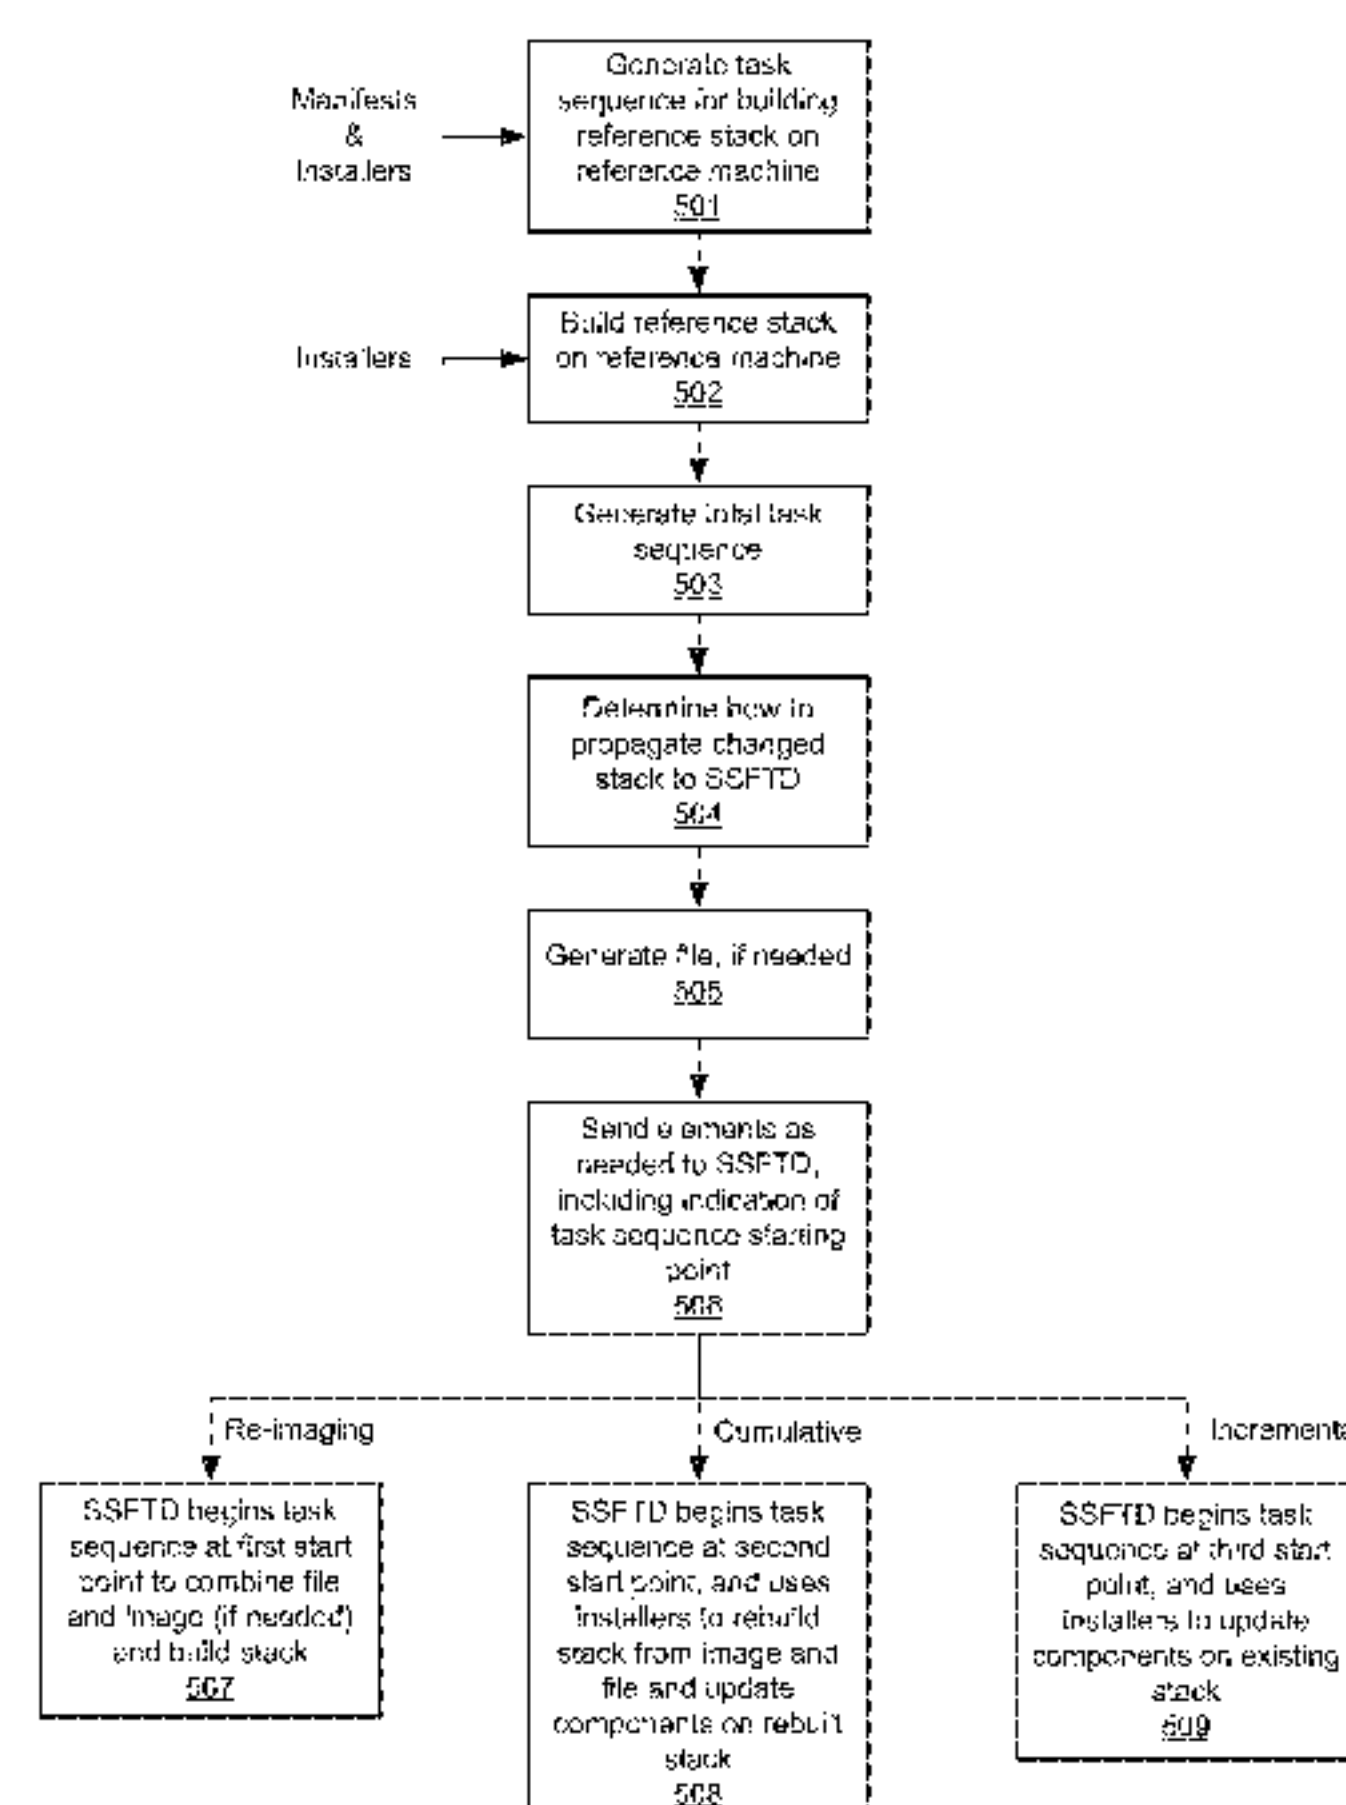 Manifests
&
Installers
Generate task
sequence for building
reference stack on
reference machine
501
Installers
Build reference stack
on reference machine
502
Generate total task
sequence
503
Determine how to
propagate changed
stack to SSFTD
504
Generate file, if needed
505
Send elements as
needed to SSFTD,
including indication of
task sequence starting
point
506
Re-imaging
Cumulative
Incrementa
SSFTD begins task
sequence at first start
point to combine file
and image (if needed)
and build stack
507
SSFTD begins task
sequence at second
start point, and uses
installers to rebuild
stack from image and
file and update
components on rebuilt
stack
508
SSFTD begins task
sequence at third start
point, and uses
installers to update
components on existing
stack
509